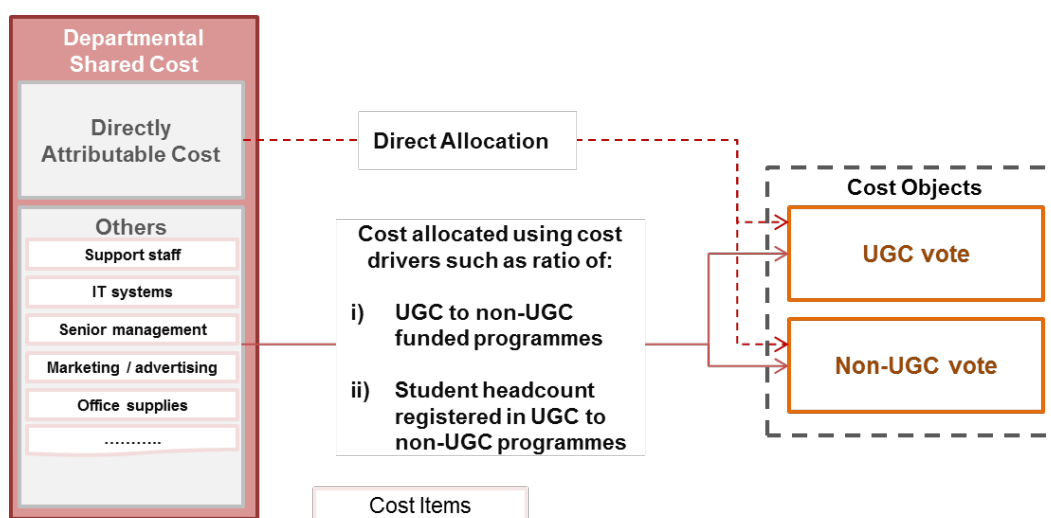 Departmental
Shared Cost
Directly
Attributable Cost
Others
Support staff
IT systems
Senior management
Marketing / advertising
Office supplies
………..
Direct Allocation
Cost allocated using cost
drivers such as ratio of:
i) UGC to non-UGC
funded programmes
ii) Student headcount
registered in UGC to
non-UGC programmes
Cost Objects
UGC vote
Non-UGC vote
Cost Items